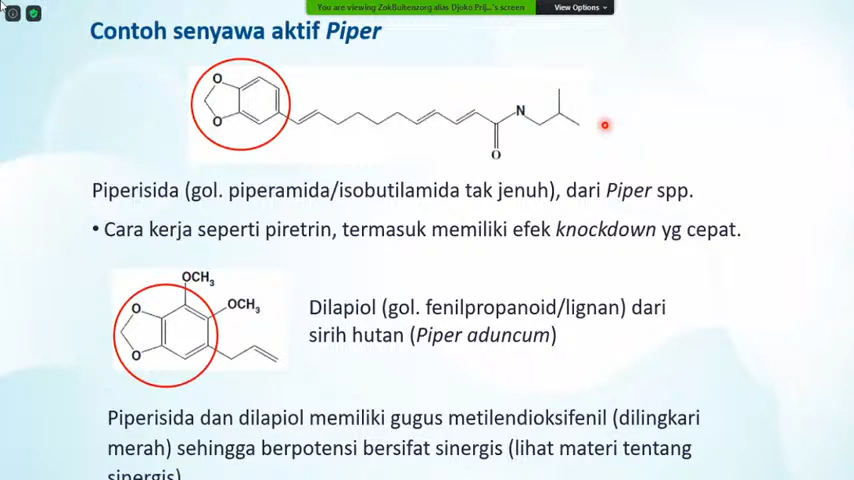 You are viewing ZokBuitenzorg alias Djoko Prij...'s screen
View Options
Contoh senyawa aktif Piper
O
O
N
O
Piperisida (gol. piperamida/isobutilamida tak jenuh), dari Piper spp.
• Cara kerja seperti piretrin, termasuk memiliki efek knockdown yg cepat.
OCH3
OCH3
O
O
Dilapiol (gol. fenilpropanoid/lignan) dari
sirih hutan (Piper aduncum)
Piperisida dan dilapiol memiliki gugus metilendioksifenil (dilingkari
merah) sehingga berpotensi bersifat sinergis (lihat materi tentang
sinergis)